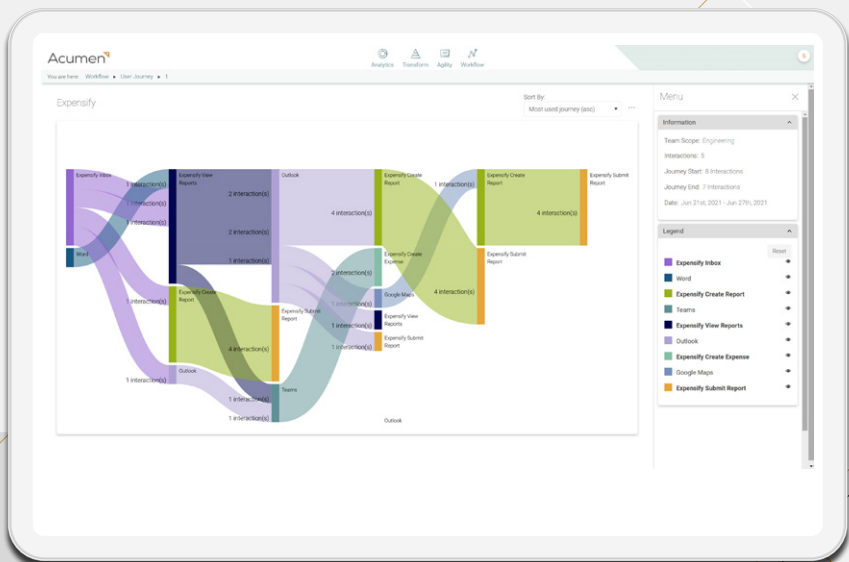 Acumen
Analytics Transform Agility Workflow
S
You are here: Workflow ▸ User Journey ▸ 1
Expensify
Sort By:
Most used journey (asc)
Expensify Inbox
Word
1 interaction(s)
1 interaction(s)
1 interaction(s)
1 interaction(s)
1 interaction(s)
Expensify View
Reports
Expensify Create
Report
Outlook
2 interaction(s)
2 interaction(s)
1 interaction(s)
4 interaction(s)
1 interaction(s)
1 interaction(s)
Outlook
Expensify Submit
Report
Teams
4 interaction(s)
2 interaction(s)
1 interaction(s)
1 interaction(s)
1 interaction(s)
Expensify Create
Report
Expensify Create
Expense
Google Maps
Expensify View
Reports
Expensify Submit
Report
Outlook
1 interaction(s)
4 interaction(s)
Expensify Create
Report
Expensify Submit
Report
4 interaction(s)
Expensify Submit
Report
Menu
Information
Team Scope: Engineering
Interactions: 5
Journey Start: 8 Interactions
Journey End: 7 Interactions
Date: Jun 21st, 2021 - Jun 27th, 2021
Legend
Reset
Expensify Inbox
Word
Expensify Create Report
Teams
Expensify View Reports
Outlook
Expensify Create Expense
Google Maps
Expensify Submit Report